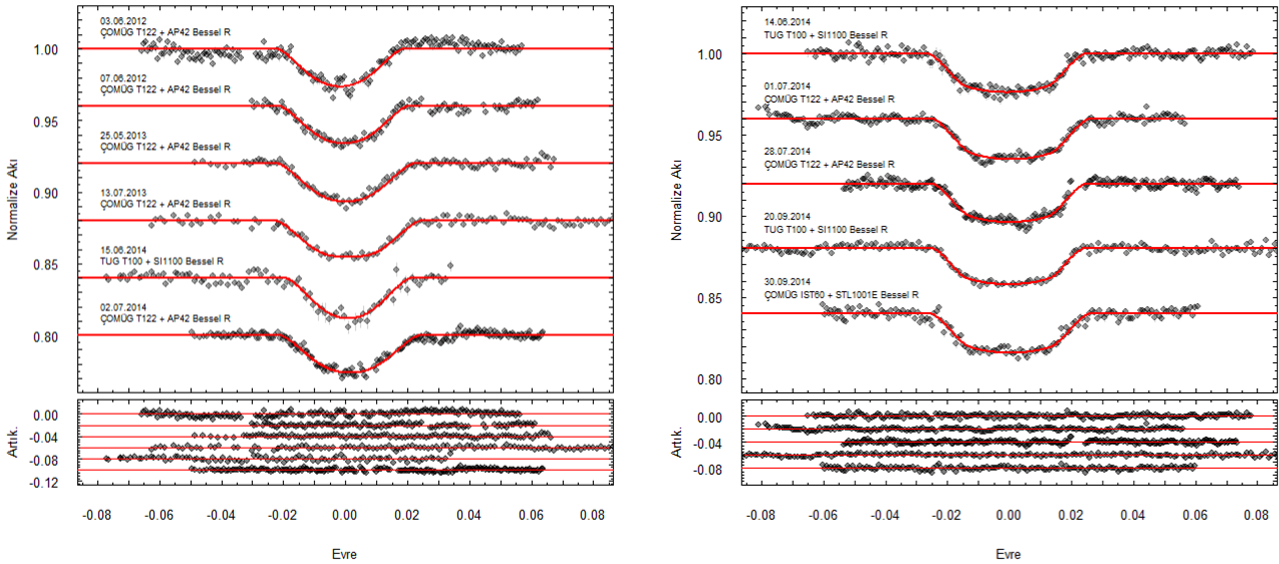 03.06.2012
ÇOMÜG T122 + AP42 Bessel R
1.00
07.06.2012
ÇOMÜG T122 + AP42 Bessel R
0.95
25.05.2013
ÇOMÜG T122 + AP42 Bessel R
0.90
13.07.2013
ÇOMÜG T122 + AP42 Bessel R
15.06.2014
TUG T100 + SI1100 Bessel R
0.85
02.07.2014
ÇOMÜG T122 + AP42 Bessel R
0.80
Normalize Akı
0.00
-0.04
-0.08
-0.12
Artık.
-0.08 -0.06 -0.04 -0.02 0.00 0.02 0.04 0.06 0.08
Evre
14.06.2014
TUG T100 + SI1100 Bessel R
1.00
01.07.2014
ÇOMÜG T122 + AP42 Bessel R
0.95
28.07.2014
ÇOMÜG T122 + AP42 Bessel R
0.90
20.09.2014
TUG T100 + SI1100 Bessel R
0.85
30.09.2014
ÇOMÜG IST60 + STL1001E Bessel R
0.80
Normalize Akı
0.00
-0.04
-0.08
Artık.
-0.08 -0.06 -0.04 -0.02 0.00 0.02 0.04 0.06 0.08
Evre